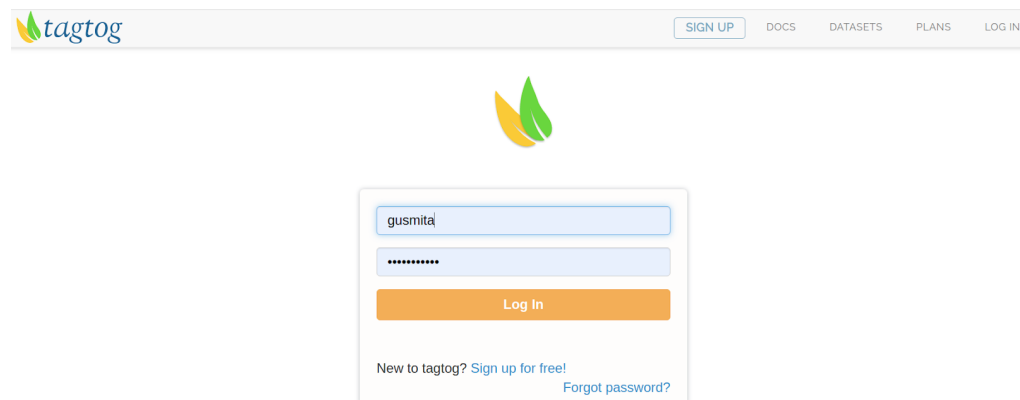 tagtog SIGN UP DOCS DATASETS PLANS LOG IN
gusmita
•••••••••••
Log In
New to tagtog? Sign up for free!
Forgot password?